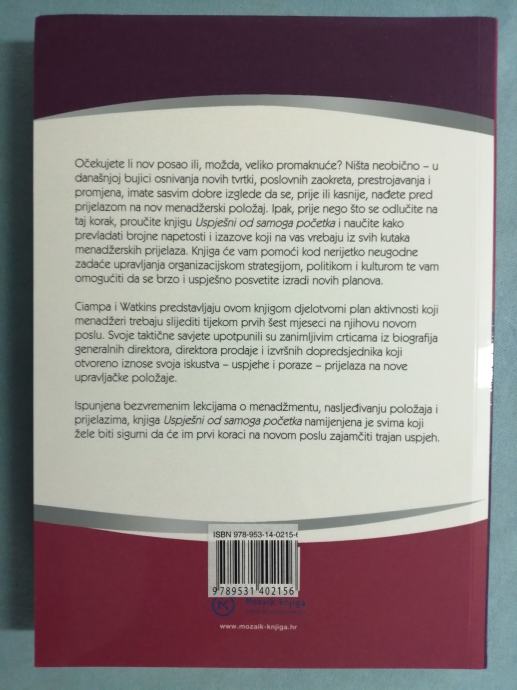 Očekujete li nov posao ili, možda, veliko promaknuće? Ništa neobično – u
današnjoj bujici osnivanja novih tvrtki, poslovnih zaokreta, prestrojavanja i
promjena, imate sasvim dobre izglede da se, prije ili kasnije, nađete pred
prijelazom na nov menadžerski položaj. Ipak, prije nego što se odlučite na
taj korak, proučite knjigu Uspješni od samoga početka i naučite kako
prevladati brojne napetosti i izazove koji na vas vrebaju iz svih kutaka
menadžerskih prijelaza. Knjiga će vam pomoći kod nerijetko neugodne
zadaće upravljanja organizacijskom strategijom, politikom i kulturom te vam
omogućiti da se brzo i uspješno posvetite izradi novih planova.
Ciampa i Watkins predstavljaju ovom knjigom djelotvorni plan aktivnosti koji
menadžeri trebaju slijediti tijekom prvih šest mjeseci na njihovu novom
poslu. Svoje taktične savjete upotpunili su zanimljivim crticama iz biografija
generalnih direktora, direktora prodaje i izvršnih dopredsjednika koji
otvoreno iznose svoja iskustva – uspjehe i poraze – prijelaza na nove
upravljačke položaje.
Ispunjena bezvremenim lekcijama o menadžmentu, nasljeđivanju položaja i
prijelazima, knjiga Uspješni od samoga početka namijenjena je svima koji
žele biti sigurni da će im prvi koraci na novom poslu zajamčiti trajan uspjeh.
ISBN 978-953-14-0215-6
9789531402156
Mozaik knjiga
www.mozaik-knjiga.hr